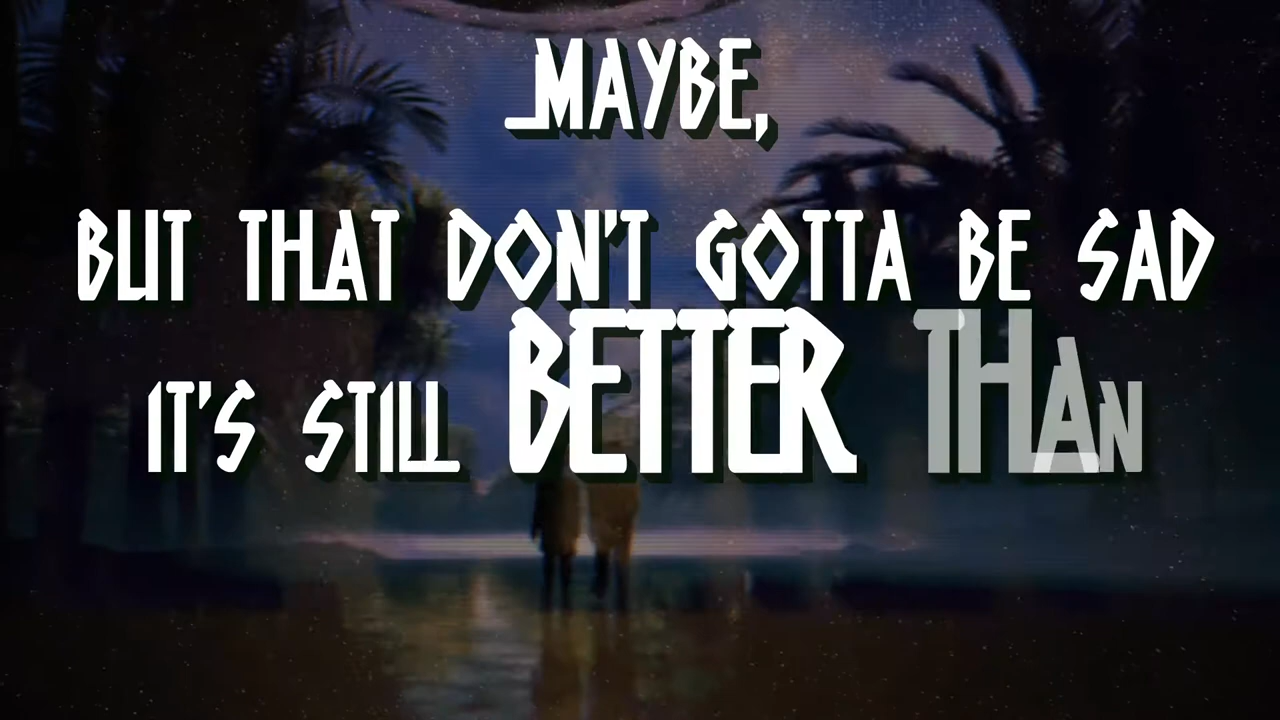 MAYBE,
BUT THAT DON'T GOTTA BE SAD
IT'S STILL BETTER THAN